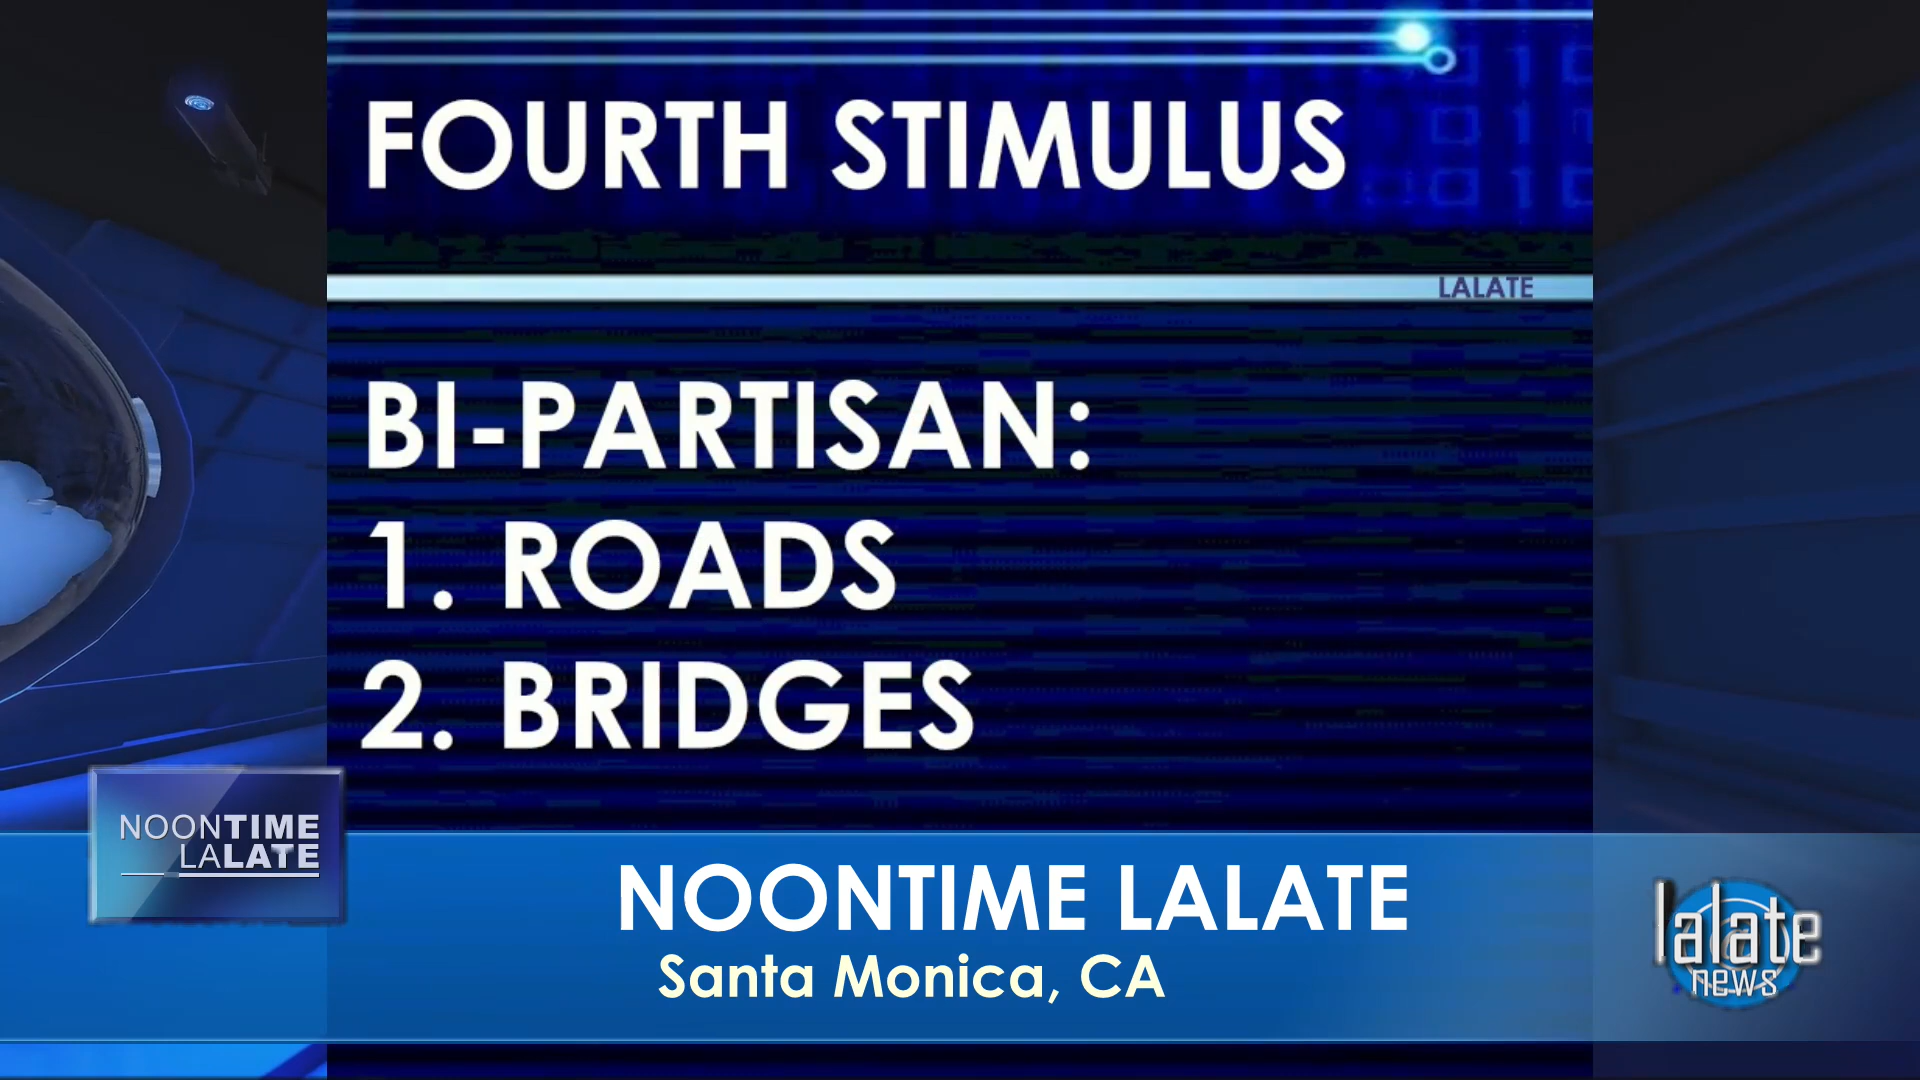 FOURTH STIMULUS
LALATE
BI-PARTISAN:
1. ROADS
2. BRIDGES
NOONTIME
LALATE
NOONTIME LALATE
Santa Monica, CA
lalate
news